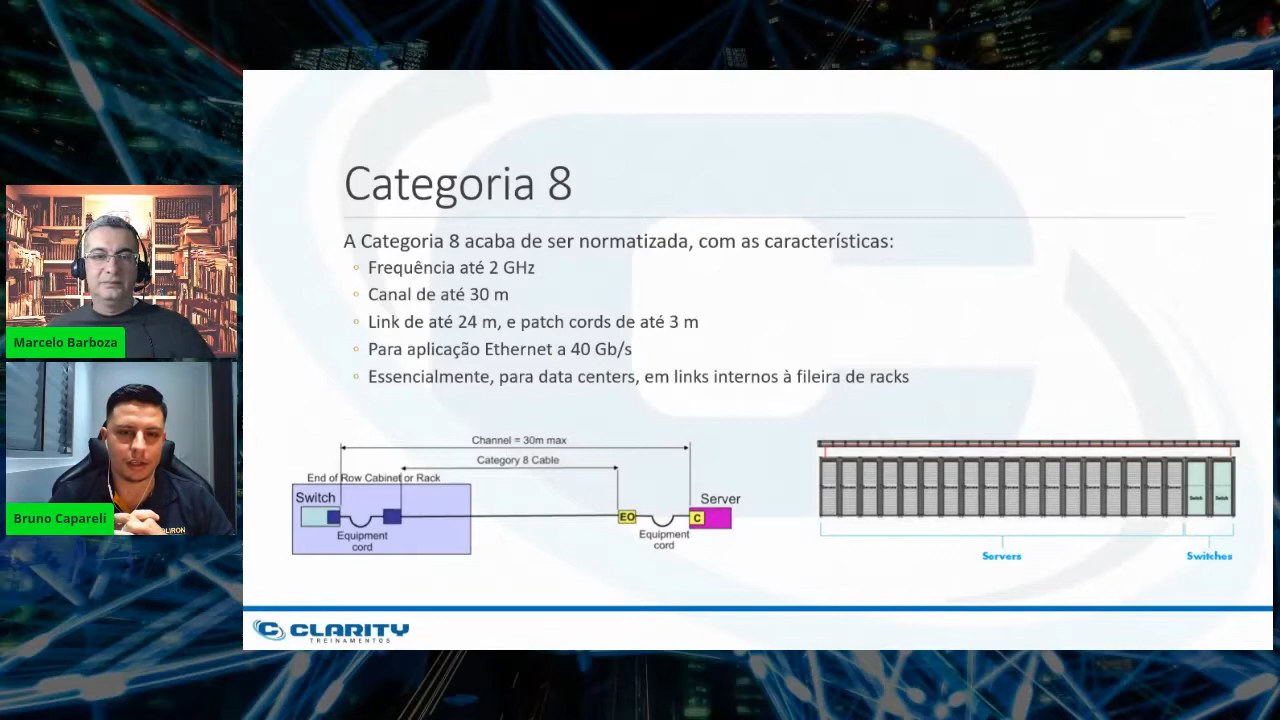 Categoria 8
A Categoria 8 acaba de ser normatizada, com as características:
Frequência até 2 GHz
Canal de até 30 m
Link de até 24 m, e patch cords de até 3 m
Para aplicação Ethernet a 40 Gb/s
Essencialmente, para data centers, em links internos à fileira de racks
Channel = 30m max
Category 8 Cable
End of Row Cabinet or Rack
Switch
Server
EO
C
Equipment
cord
Equipment
cord
Switch
Switch
Servers
Switches
CLARITY
TREINAMENTOS
Marcelo Barboza
Bruno Capareli